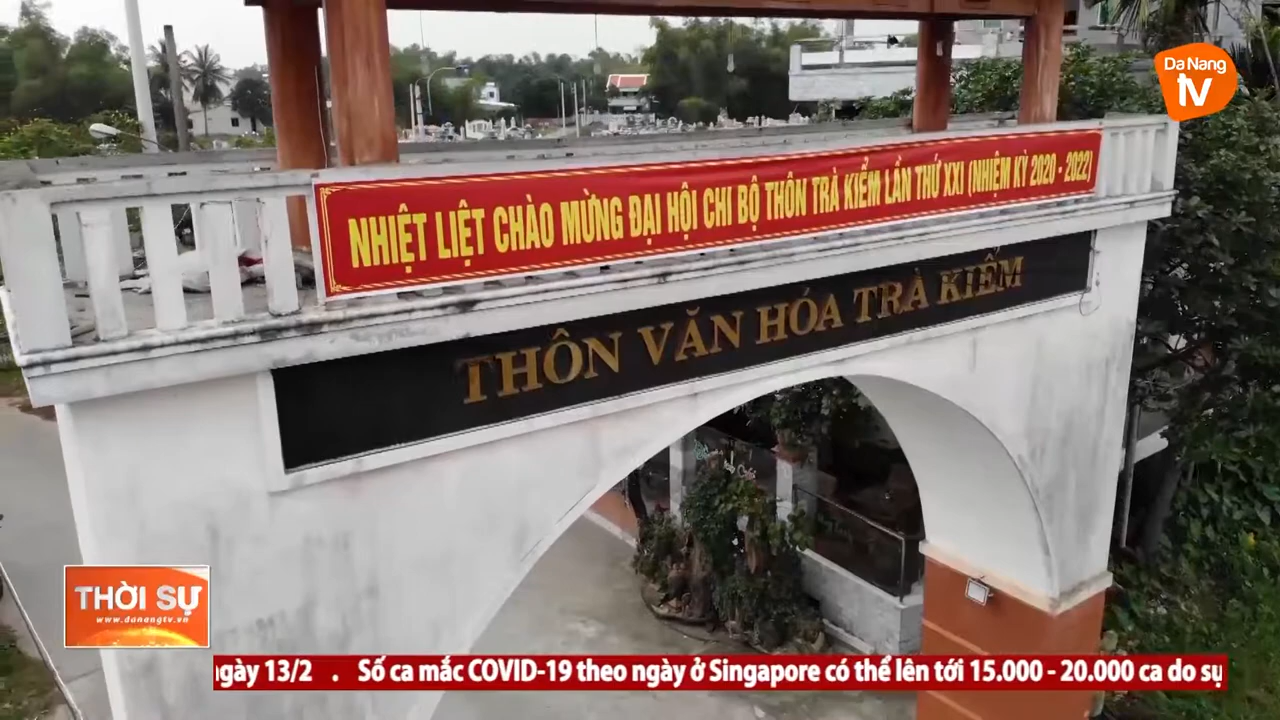 Da Nang
tv
NHIỆT LIỆT CHÀO MỪNG ĐẠI HỘI CHI BỘ THÔN TRÀ KIỂM LẦN THỨ XXI (NHIỆM KỲ 2020 - 2022)
THÔN VĂN HÓA TRÀ KIỂM
THỜI SỰ
www.danangtv.vn
ngày 13/2 . Số ca mắc COVID-19 theo ngày ở Singapore có thể lên tới 15.000 - 20.000 ca do sự